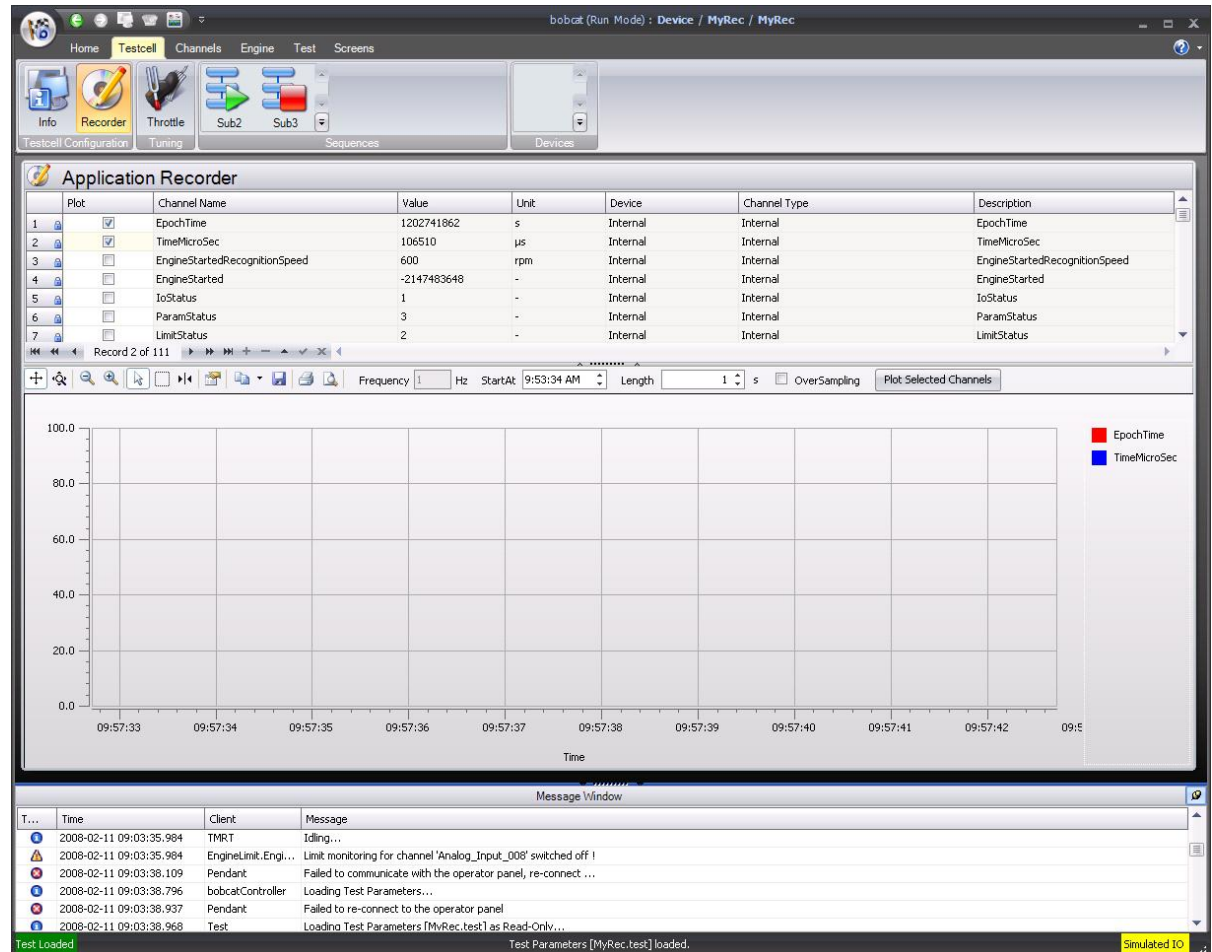 bobcat (Run Mode) : Device / MyRec / MyRec
Home Testcell Channels Engine Test Screens
Info Recorder Throttle Sub2 Sub3
Testcell Configuration Tuning Sequences Devices
Application Recorder
Plot Channel Name Value Unit Device Channel Type Description
1 EpochTime 1202741862 s Internal Internal EpochTime
2 TimeMicroSec 106510 µs Internal Internal TimeMicroSec
3 EngineStartedRecognitionSpeed 600 rpm Internal Internal EngineStartedRecognitionSpeed
4 EngineStarted -2147483648 - Internal Internal EngineStarted
5 IoStatus 1 - Internal Internal IoStatus
6 ParamStatus 3 - Internal Internal ParamStatus
7 LimitStatus 2 - Internal Internal LimitStatus
Record 2 of 111
Frequency 1 Hz StartAt 9:53:34 AM Length 1 s OverSampling Plot Selected Channels
100.0
80.0
60.0
40.0
20.0
0.0
EpochTime
TimeMicroSec
09:57:33 09:57:34 09:57:35 09:57:36 09:57:37 09:57:38 09:57:39 09:57:40 09:57:41 09:57:42 09:5
Time
Message Window
T... Time Client Message
2008-02-11 09:03:35.984 TMRT Idling...
2008-02-11 09:03:35.984 EngineLimit.Engi... Limit monitoring for channel 'Analog_Input_008' switched off !
2008-02-11 09:03:38.109 Pendant Failed to communicate with the operator panel, re-connect ...
2008-02-11 09:03:38.796 bobcatController Loading Test Parameters...
2008-02-11 09:03:38.937 Pendant Failed to re-connect to the operator panel
2008-02-11 09:03:38.968 Test Loading Test Parameters [MyRec.test] as Read-Only...
Test Loaded Test Parameters [MyRec.test] loaded. Simulated IO